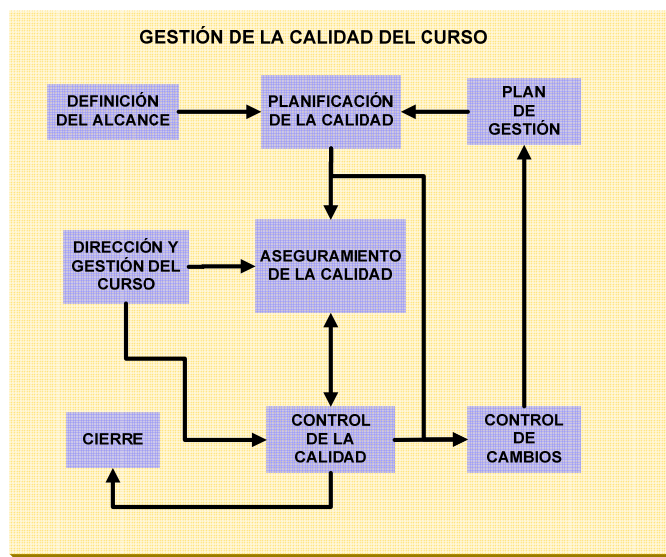 GESTIÓN DE LA CALIDAD DEL CURSO
DEFINICIÓN
DEL ALCANCE
PLANIFICACIÓN
DE LA CALIDAD
PLAN
DE
GESTIÓN
DIRECCIÓN Y
GESTIÓN DEL
CURSO
ASEGURAMIENTO
DE LA CALIDAD
CIERRE
CONTROL
DE LA
CALIDAD
CONTROL
DE
CAMBIOS